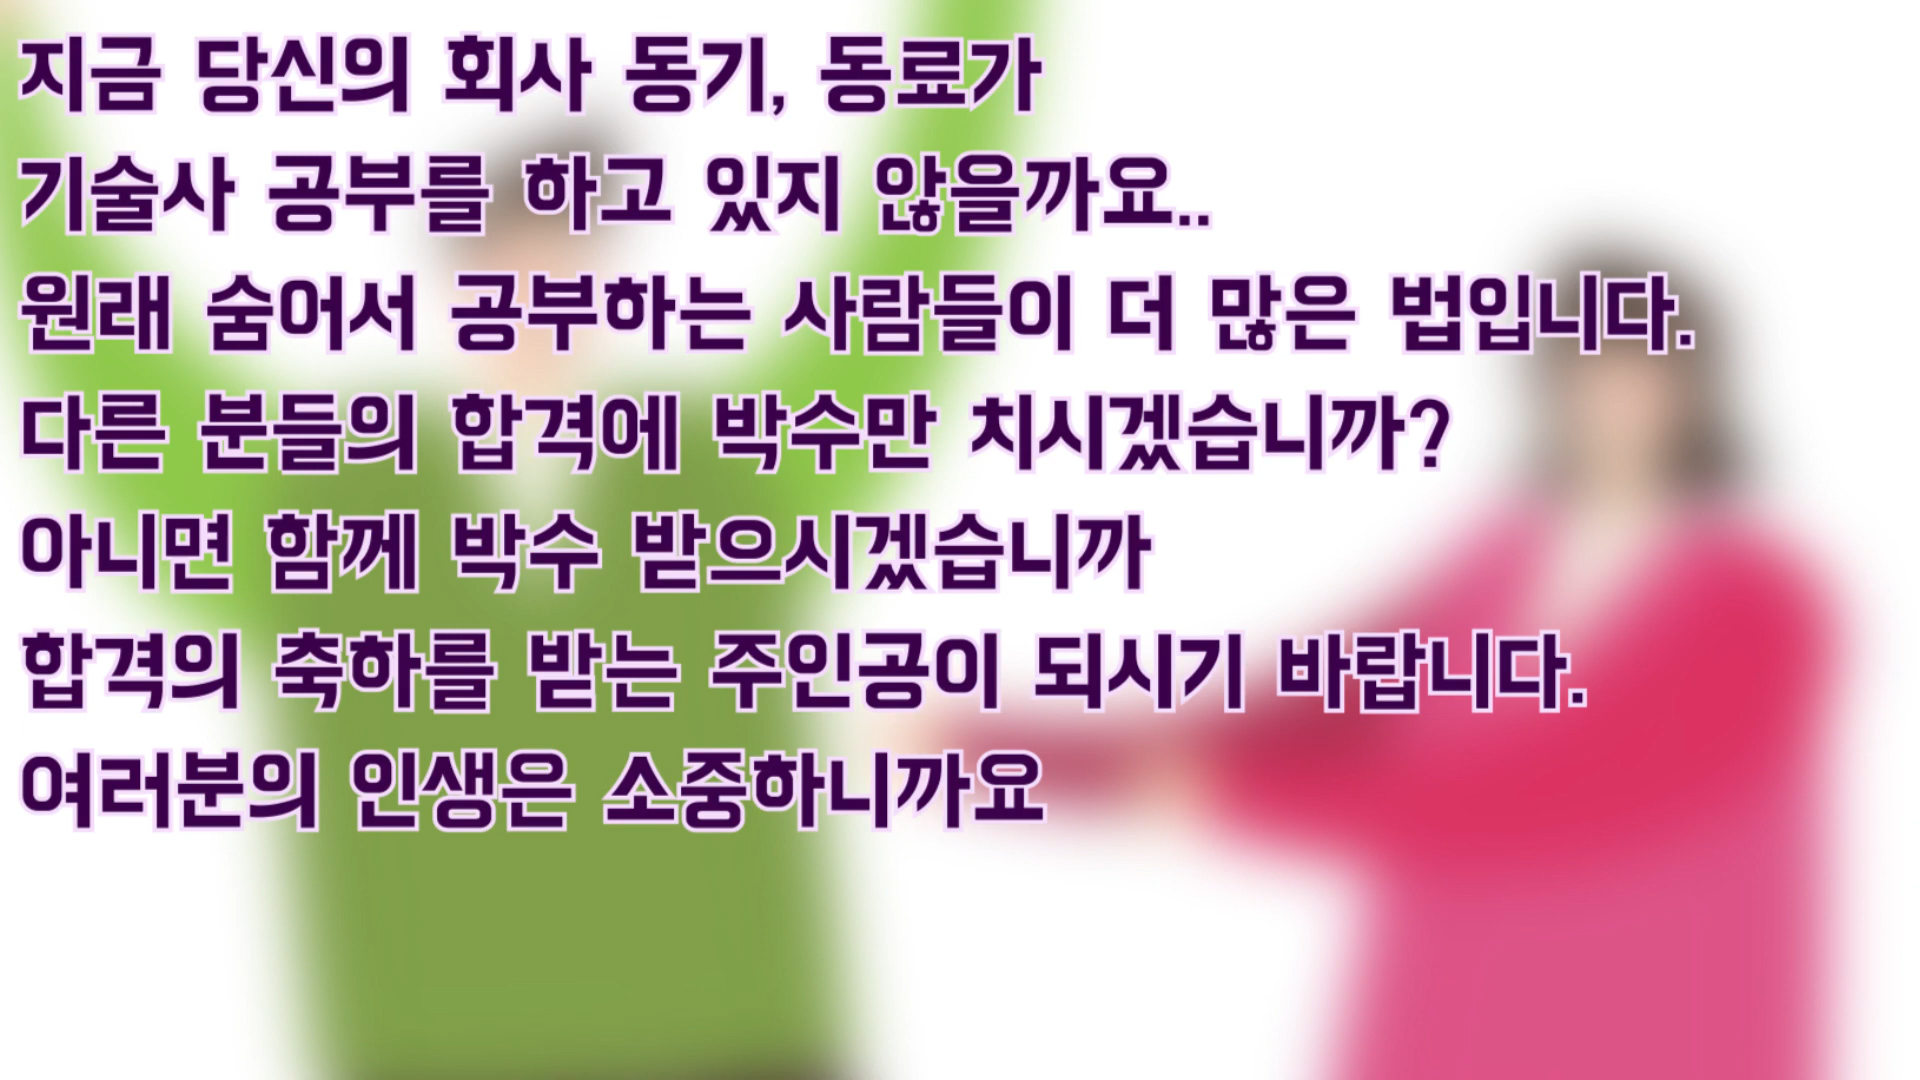 지금 당신의 회사 동기, 동료가
기술사 공부를 하고 있지 않을까요..
원래 숨어서 공부하는 사람들이 더 많은 법입니다.
다른 분들의 합격에 박수만 치시겠습니까?
아니면 함께 박수 받으시겠습니까
합격의 축하를 받는 주인공이 되시기 바랍니다.
여러분의 인생은 소중하니까요